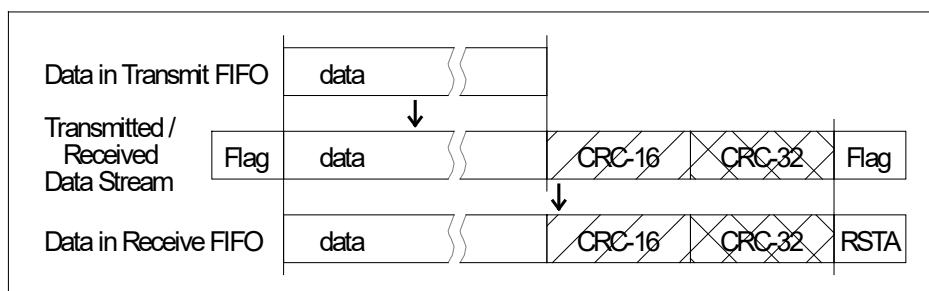 Data in Transmit FIFO data
Transmitted /
Received
Data Stream
Flag data CRC-16 CRC-32 Flag
Data in Receive FIFO data CRC-16 CRC-32 RSTA